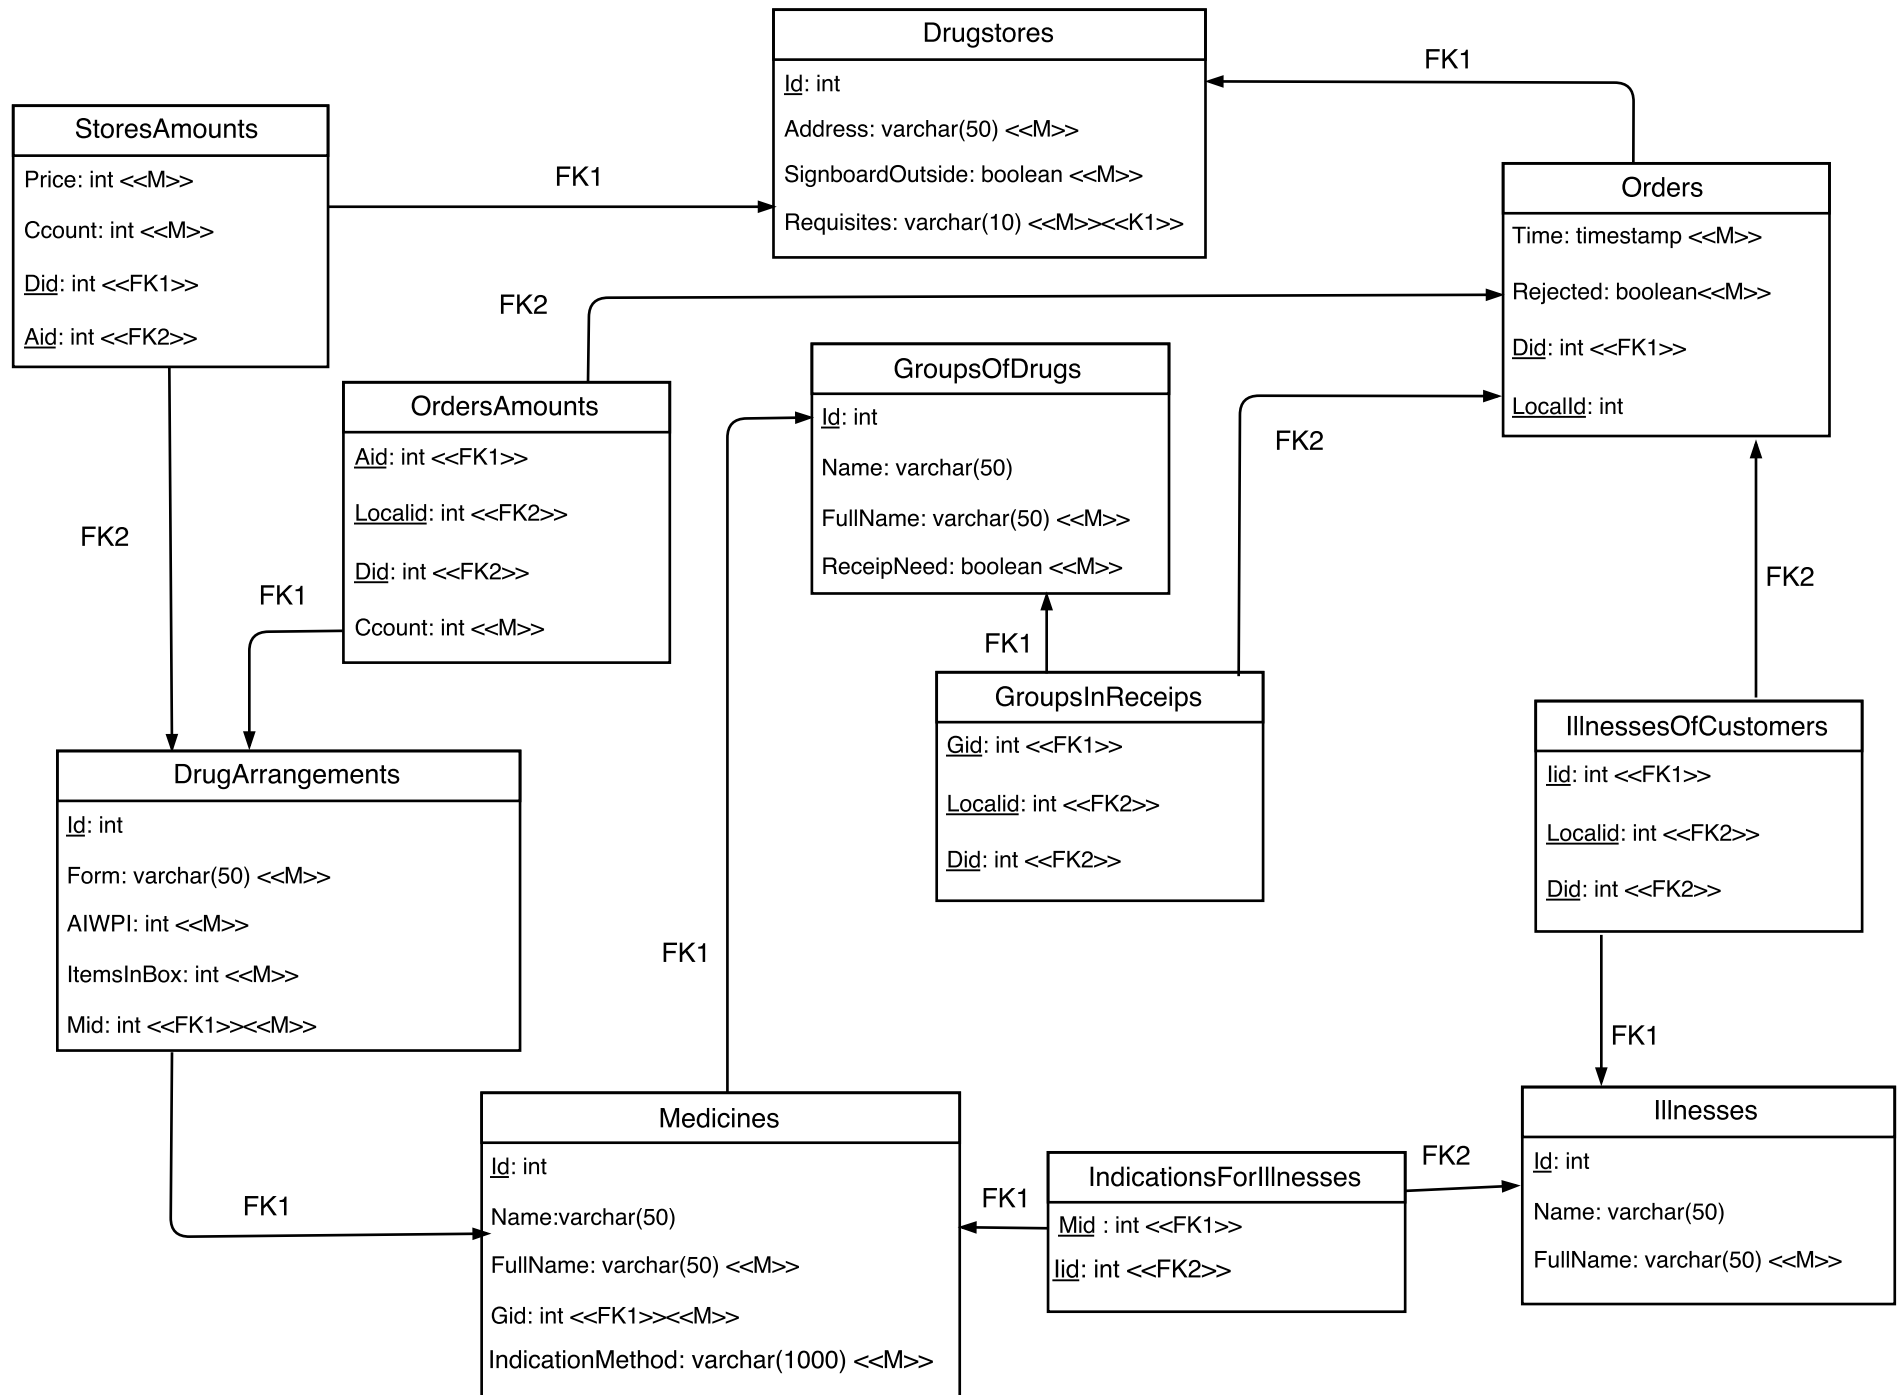 Drugstores
Id: int
Address: varchar(50) <<M>>
SignboardOutside: boolean <<M>>
Requisites: varchar(10) <<M>><<K1>>
FK1
StoresAmounts
Price: int <<M>>
Ccount: int <<M>>
Did: int <<FK1>>
Aid: int <<FK2>>
FK1
Orders
Time: timestamp <<M>>
Rejected: boolean<<M>>
Did: int <<FK1>>
LocalId: int
FK2
GroupsOfDrugs
Id: int
Name: varchar(50)
FullName: varchar(50) <<M>>
ReceipNeed: boolean <<M>>
OrdersAmounts
Aid: int <<FK1>>
Localid: int <<FK2>>
Did: int <<FK2>>
Ccount: int <<M>>
FK2
FK2
FK1
FK2
FK1
GroupsInReceips
Gid: int <<FK1>>
Localid: int <<FK2>>
Did: int <<FK2>>
IllnessesOfCustomers
Iid: int <<FK1>>
Localid: int <<FK2>>
Did: int <<FK2>>
DrugArrangements
Id: int
Form: varchar(50) <<M>>
AIWPI: int <<M>>
ItemsInBox: int <<M>>
Mid: int <<FK1>><<M>>
FK1
FK1
Medicines
Id: int
Name:varchar(50)
FullName: varchar(50) <<M>>
Gid: int <<FK1>><<M>>
IndicationMethod: varchar(1000) <<M>>
FK1
FK1
IndicationsForIllnesses
Mid : int <<FK1>>
Iid: int <<FK2>>
FK2
Illnesses
Id: int
Name: varchar(50)
FullName: varchar(50) <<M>>